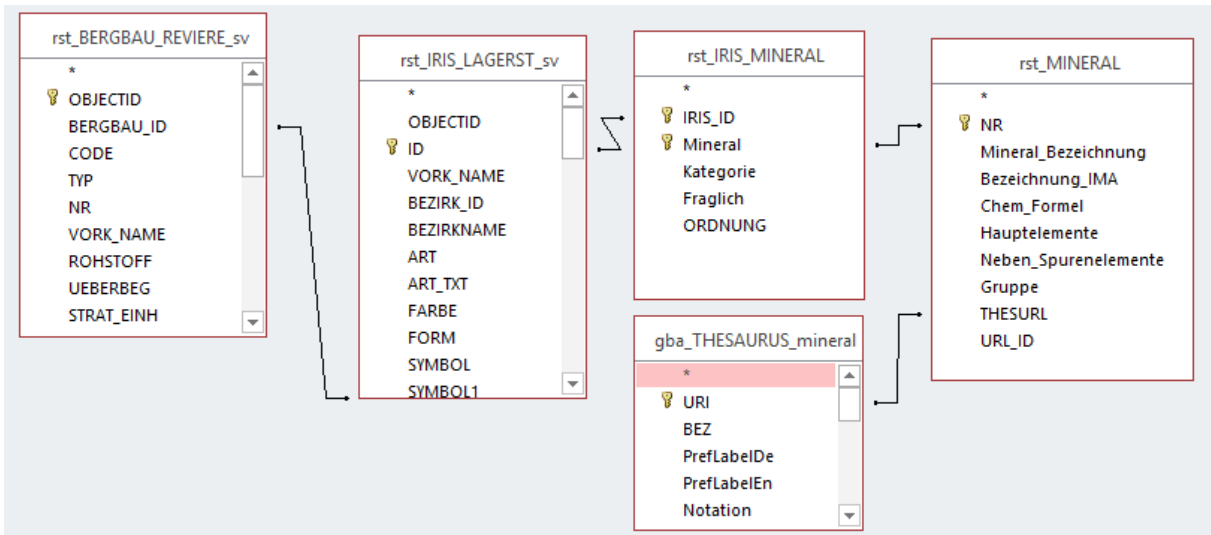 rst_BERGBAU_REVIERE_sv
*
OBJECTID
BERGBAU_ID
CODE
TYP
NR
VORK_NAME
ROHSTOFF
UEBERBEG
STRAT_EINH
rst_IRIS_LAGERST_sv
*
OBJECTID
ID
VORK_NAME
BEZIRK_ID
BEZIRKNAME
ART
ART_TXT
FARBE
FORM
SYMBOL
SYMBOL1
rst_IRIS_MINERAL
*
IRIS_ID
Mineral
Kategorie
Fraglich
ORDNUNG
gba_THESAURUS_mineral
*
URI
BEZ
PrefLabelDe
PrefLabelEn
Notation
rst_MINERAL
*
NR
Mineral_Bezeichnung
Bezeichnung_IMA
Chem_Formel
Hauptelemente
Neben_Spurenelemente
Gruppe
THESURL
URL_ID